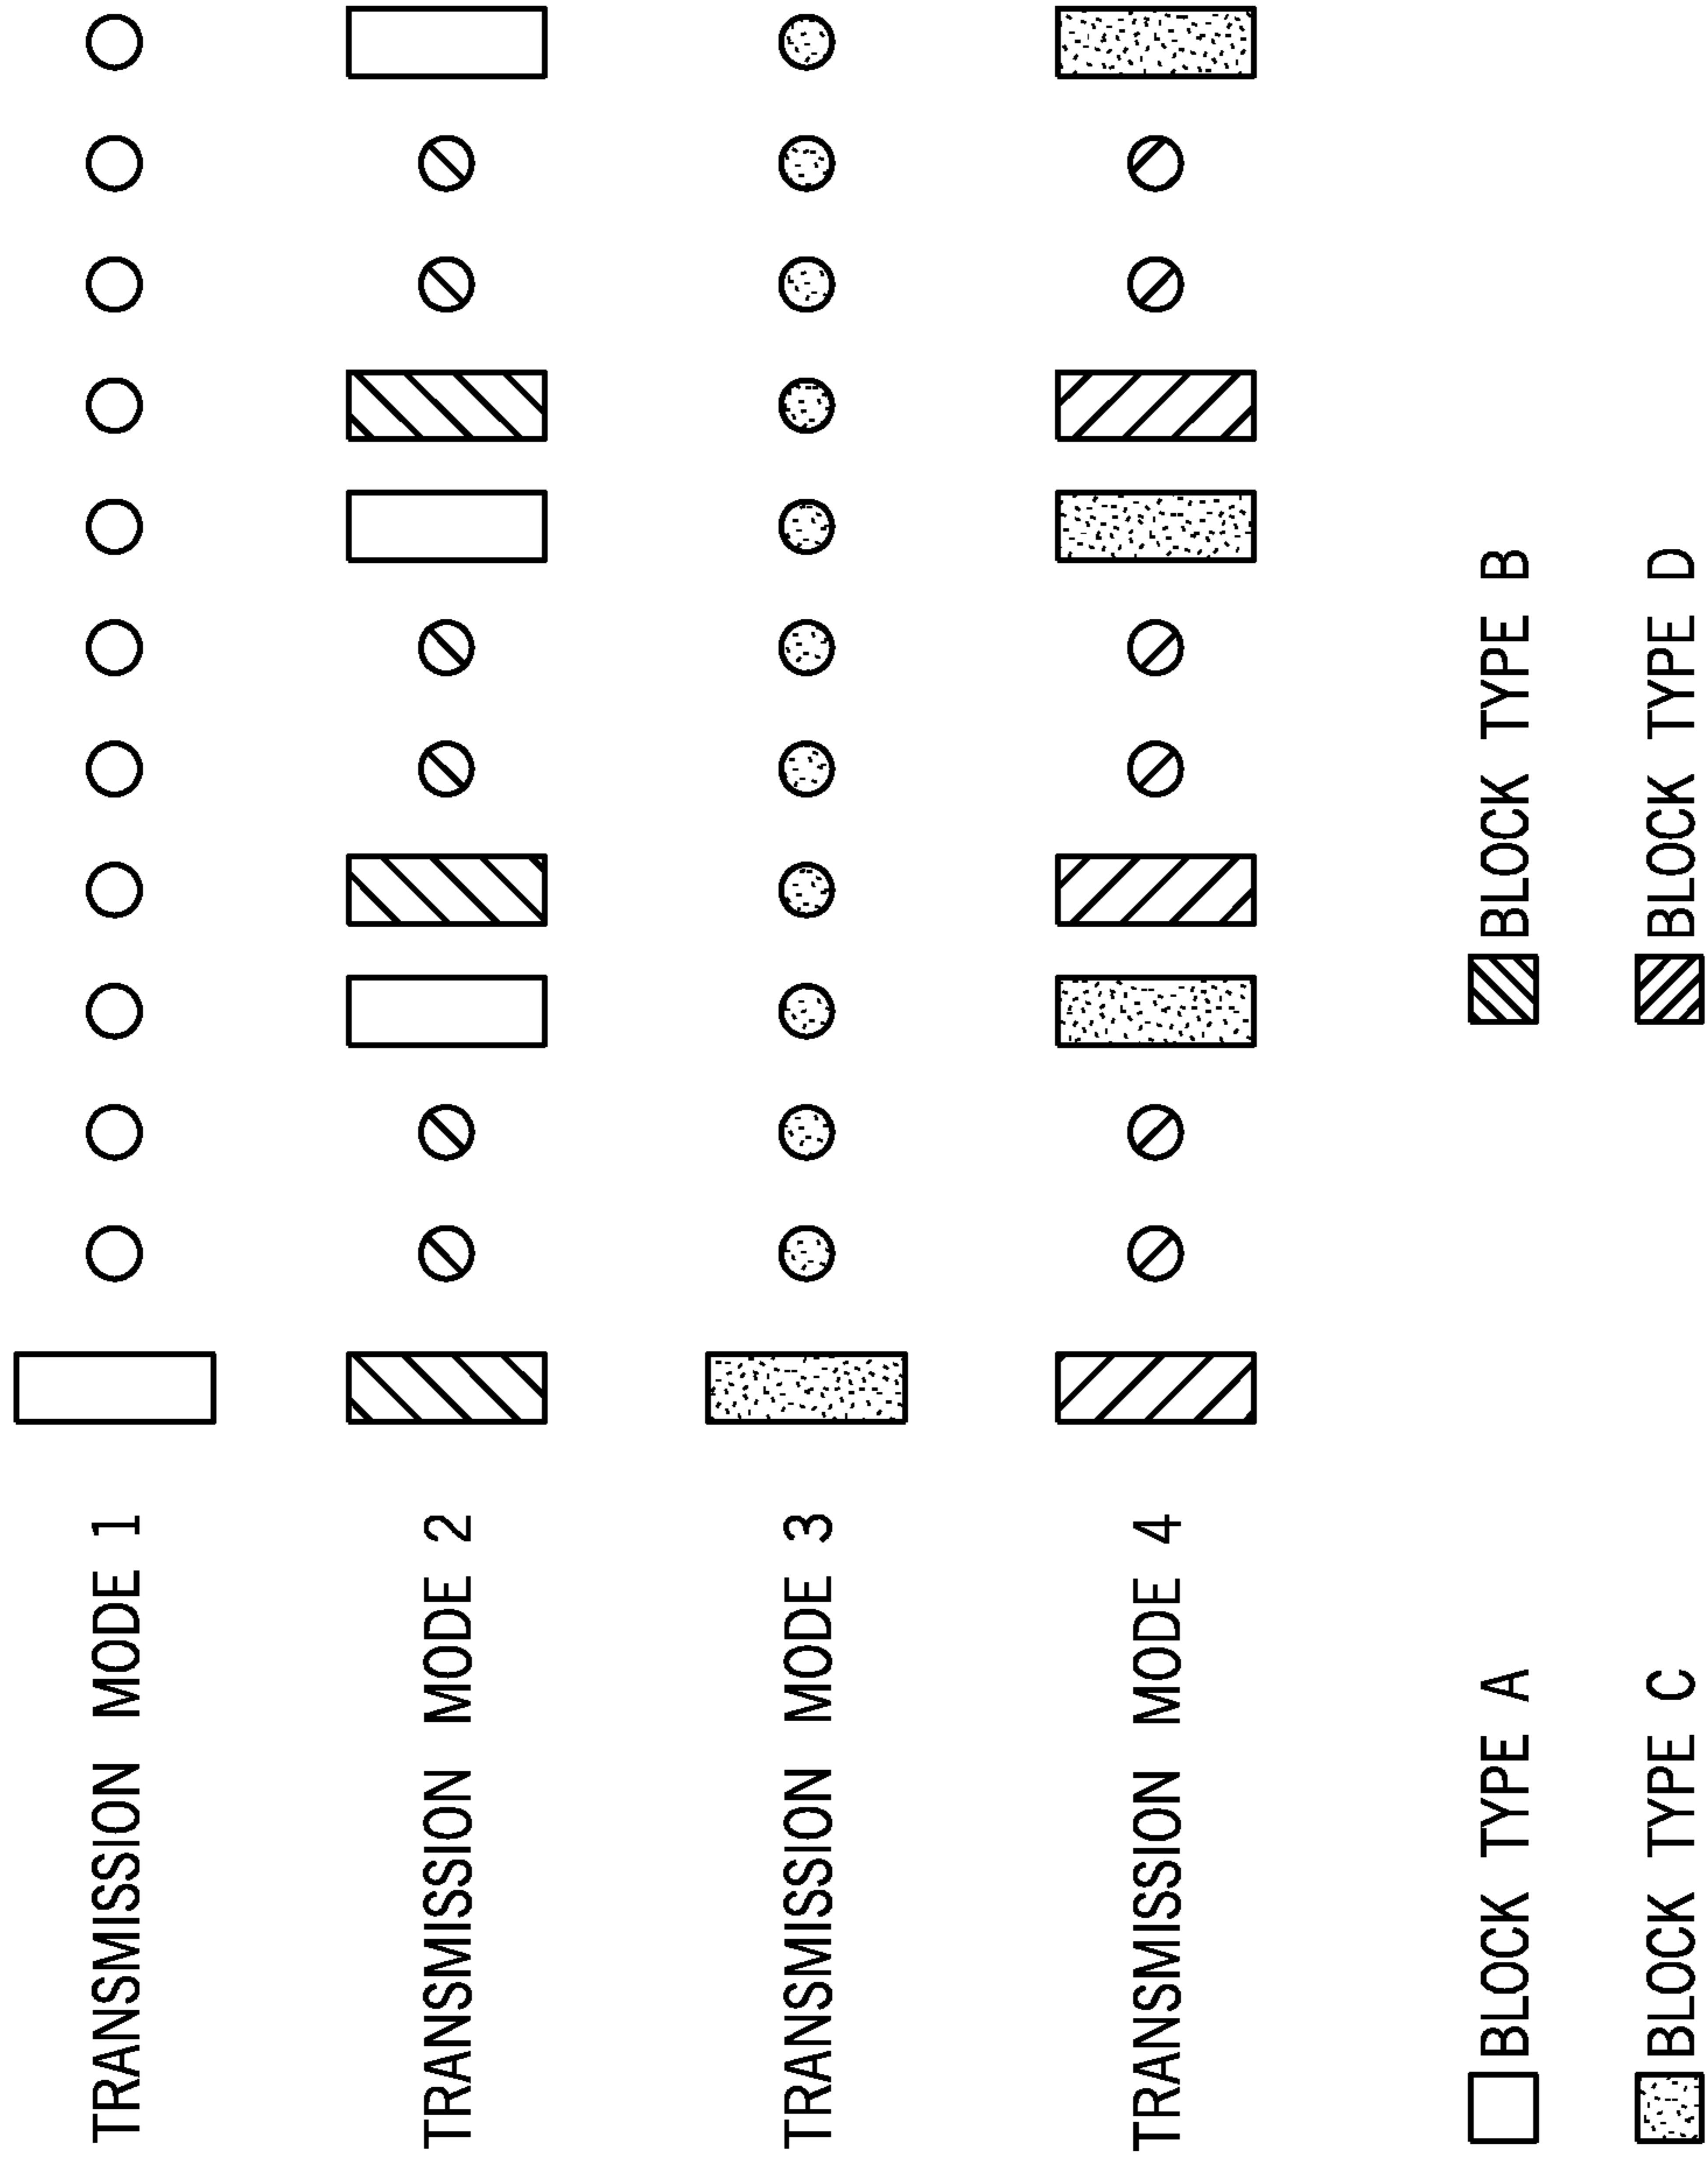 TRANSMISSION MODE 1
TRANSMISSION MODE 2
TRANSMISSION MODE 3
TRANSMISSION MODE 4
BLOCK TYPE A BLOCK TYPE B
BLOCK TYPE C BLOCK TYPE D